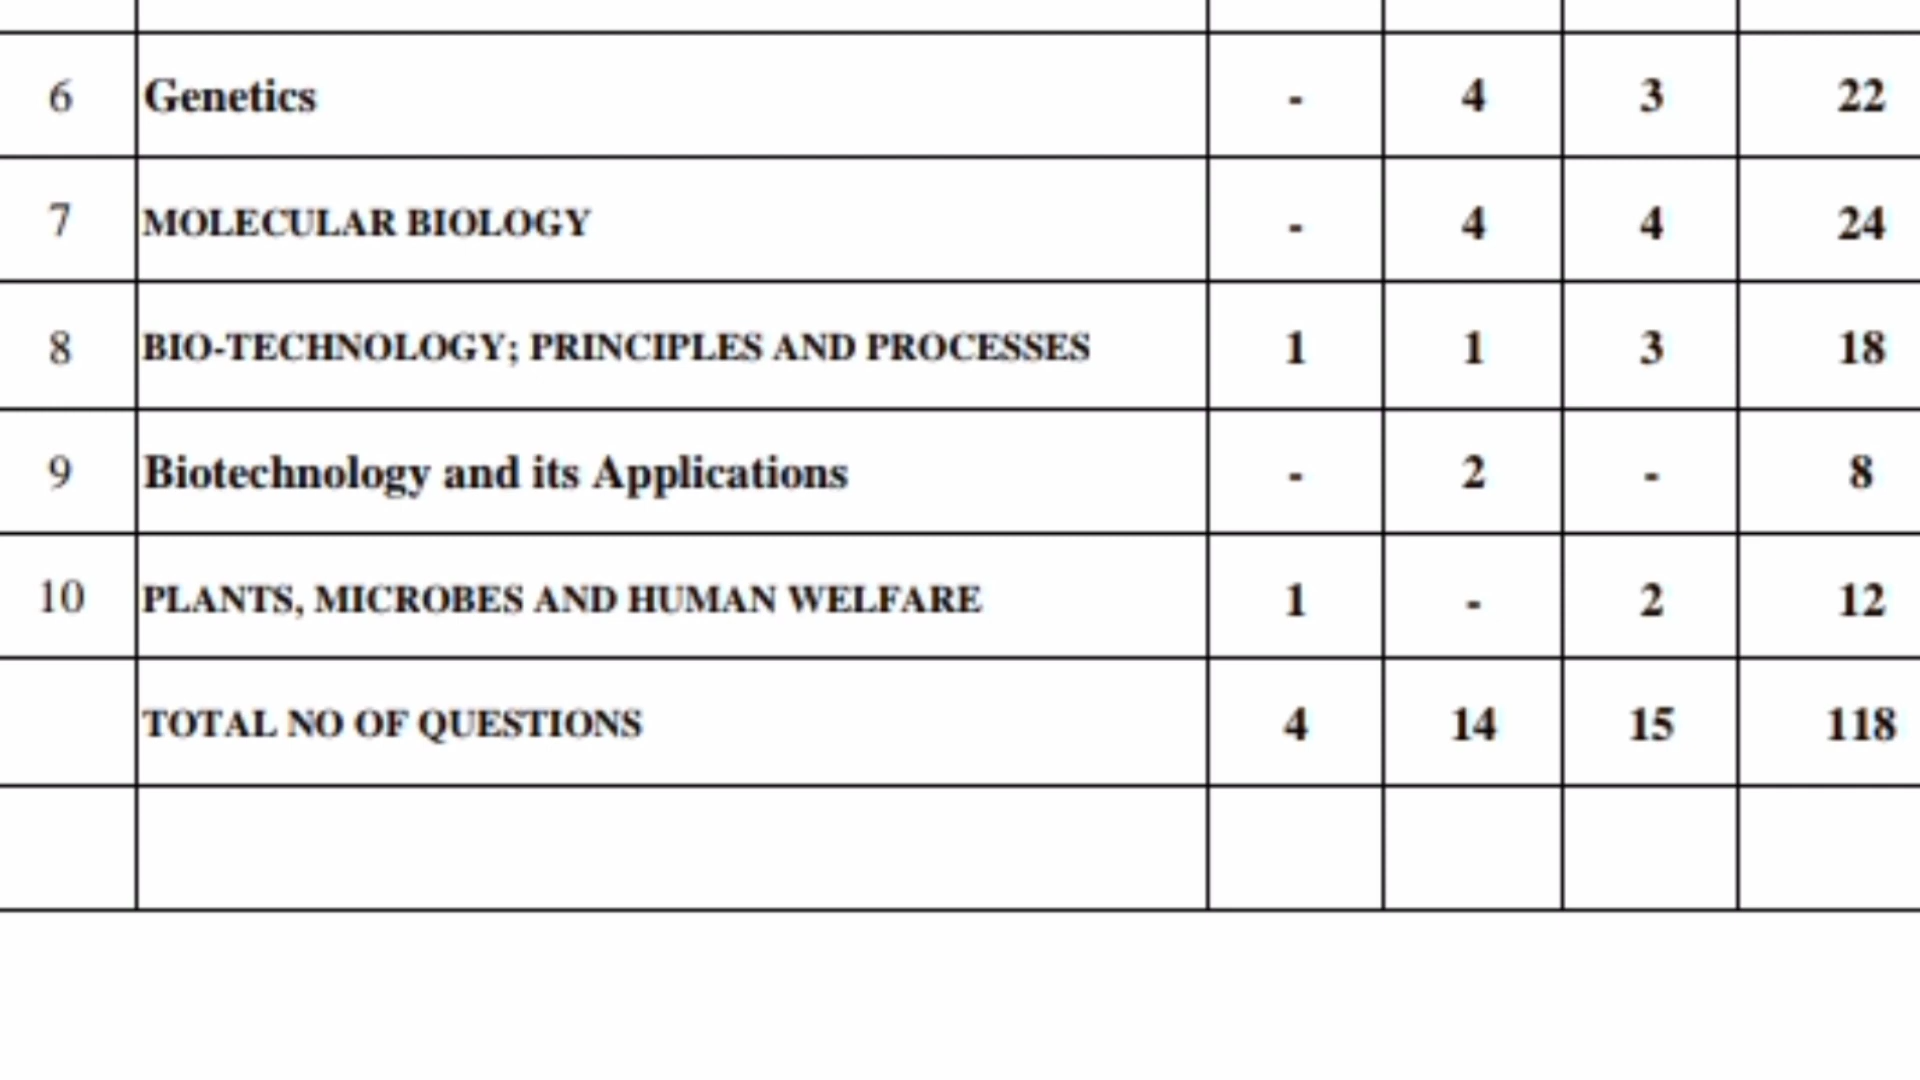 6 Genetics - 4 3 22
7 MOLECULAR BIOLOGY - 4 4 24
8 BIO-TECHNOLOGY; PRINCIPLES AND PROCESSES 1 1 3 18
9 Biotechnology and its Applications - 2 - 8
10 PLANTS, MICROBES AND HUMAN WELFARE 1 - 2 12
TOTAL NO OF QUESTIONS 4 14 15 118